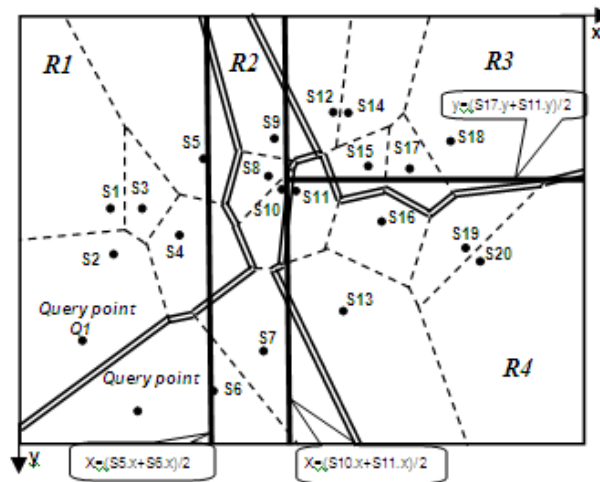 x
R1
R2
R3
S12
S14
y=(S17.y+S11.y)/2
S9
S5
S18
S15
S17
S8
S10
S11
S1
S3
S16
S4
S2
S19
S20
Query point
Q1
S13
S7
R4
Query point
S6
y
X=(S5.x+S6.x)/2
X=(S10.x+S11.x)/2